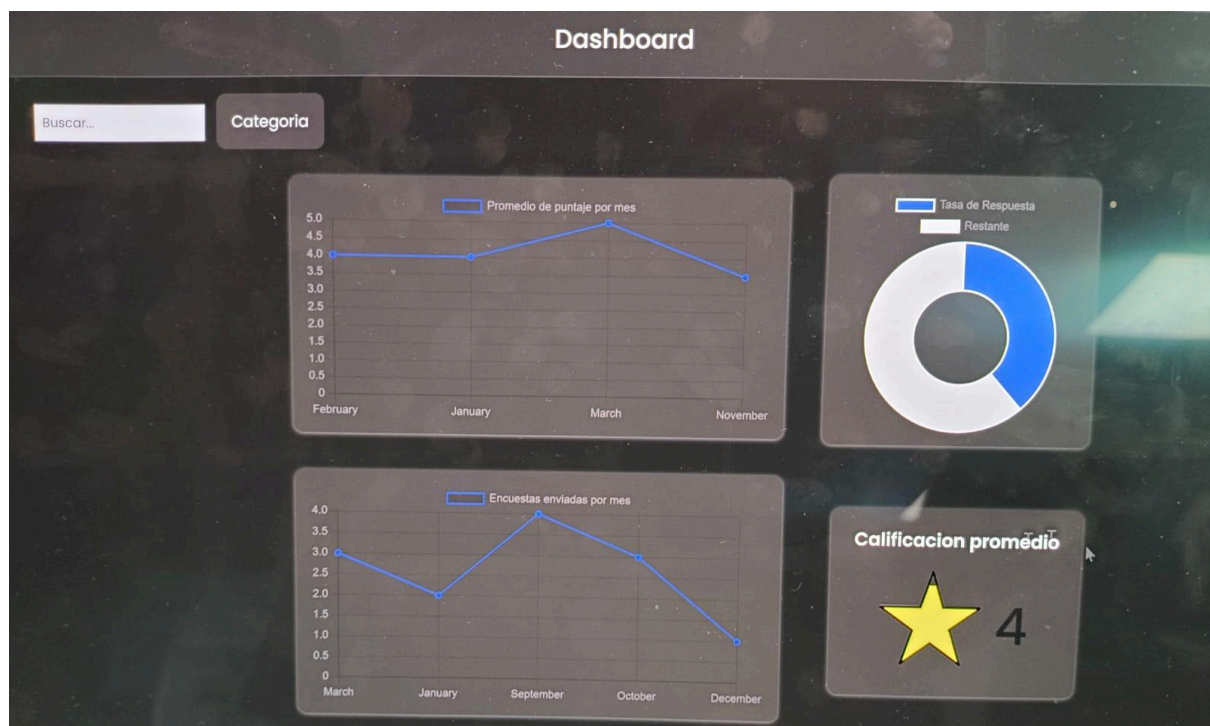 Dashboard
Buscar...
Categoria
Promedio de puntaje por mes
5.0
4.5
4.0
3.5
3.0
2.5
2.0
1.5
1.0
0.5
0
February January March November
Tasa de Respuesta
Restante
Encuestas enviadas por mes
4.0
3.5
3.0
2.5
2.0
1.5
1.0
0.5
0
March January September October December
Calificacion promedio
4